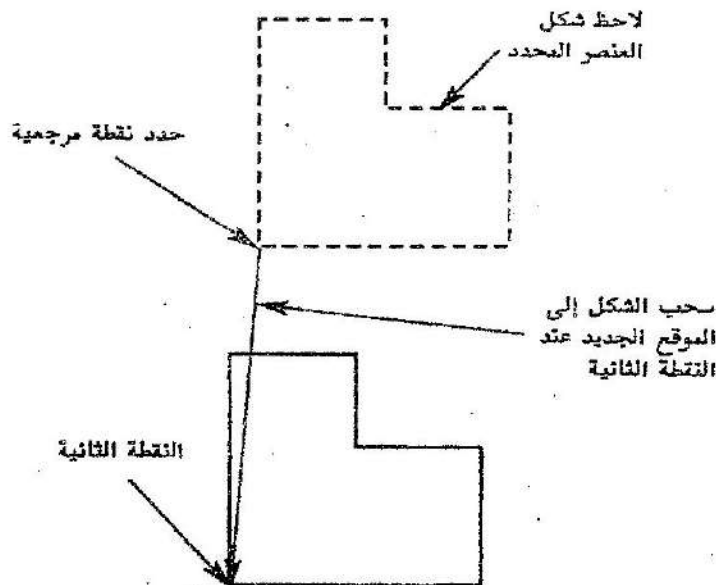 لاحظ شكل
العنصر المحدد
حدد نقطة مرجعية
سحب الشكل إلى
الموقع الجديد عند
النقطة الثانية
النقطة الثانية